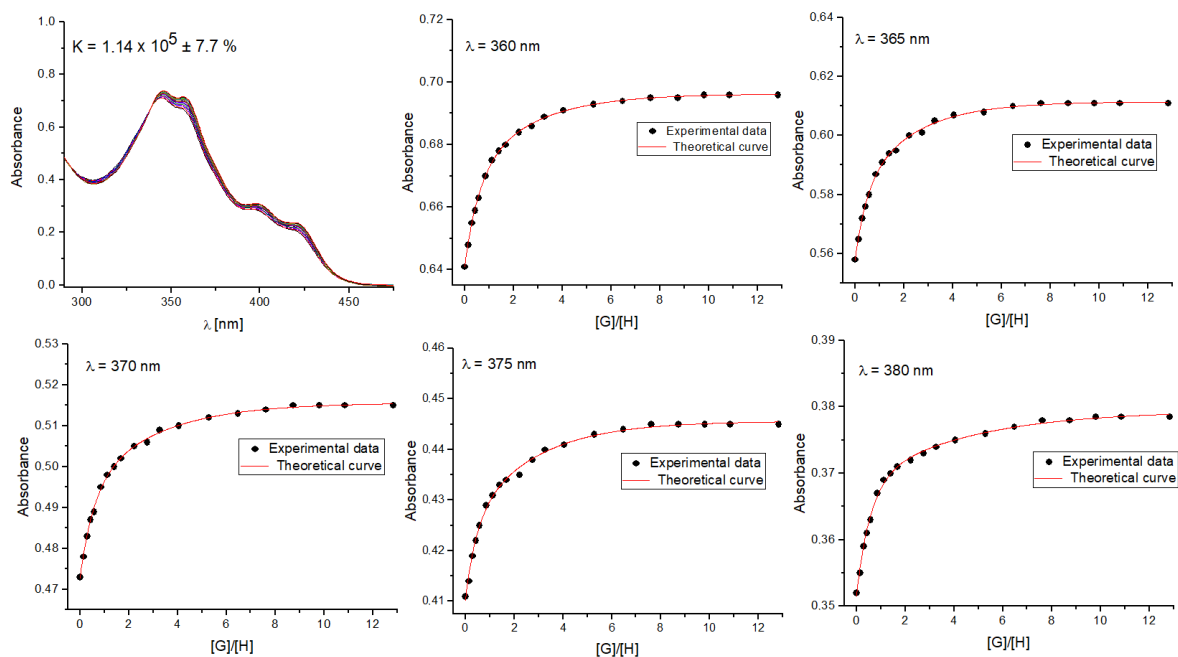 K = 1.14 x 10^5 ± 7.7 %
Absorbance
1.0
0.8
0.6
0.4
0.2
0.0
300
350
400
450
λ [nm]
λ = 360 nm
Absorbance
0.72
0.70
0.68
0.66
0.64
Experimental data
Theoretical curve
0 2 4 6 8 10 12
[G]/[H]
λ = 365 nm
Absorbance
0.64
0.62
0.60
0.58
0.56
Experimental data
Theoretical curve
0 2 4 6 8 10 12
[G]/[H]
λ = 370 nm
Absorbance
0.53
0.52
0.51
0.50
0.49
0.48
0.47
Experimental data
Theoretical curve
0 2 4 6 8 10 12
[G]/[H]
λ = 375 nm
Absorbance
0.46
0.45
0.44
0.43
0.42
0.41
Experimental data
Theoretical curve
0 2 4 6 8 10 12
[G]/[H]
λ = 380 nm
Absorbance
0.39
0.38
0.37
0.36
0.35
Experimental data
Theoretical curve
0 2 4 6 8 10 12
[G]/[H]